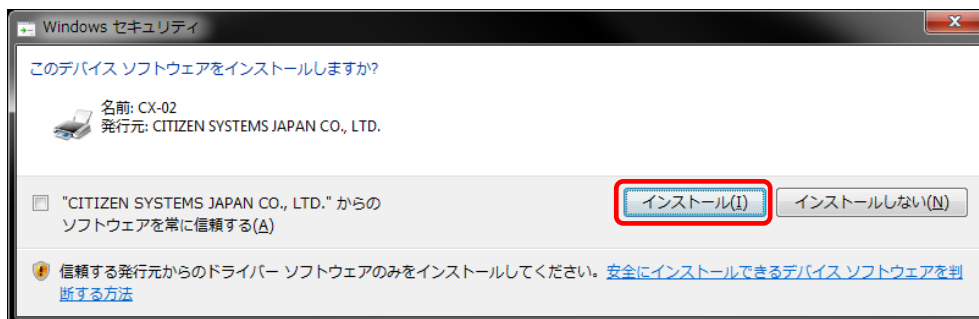 Windows セキュリティ
このデバイス ソフトウェアをインストールしますか?
名前: CX-02
発行元: CITIZEN SYSTEMS JAPAN CO., LTD.
"CITIZEN SYSTEMS JAPAN CO., LTD." からの
ソフトウェアを常に信頼する(A)
インストール(I)
インストールしない(N)
信頼する発行元からのドライバー ソフトウェアのみをインストールしてください。安全にインストールできるデバイス ソフトウェアを判
断する方法